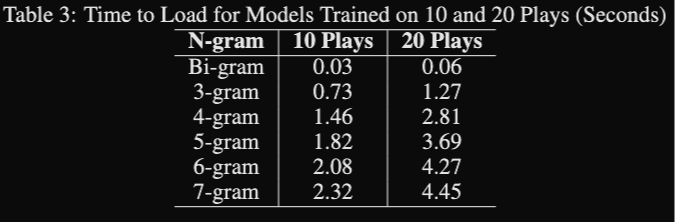 Table 3: Time to Load for Models Trained on 10 and 20 Plays (Seconds)
N-gram 10 Plays 20 Plays
Bi-gram 0.03 0.06
3-gram 0.73 1.27
4-gram 1.46 2.81
5-gram 1.82 3.69
6-gram 2.08 4.27
7-gram 2.32 4.45